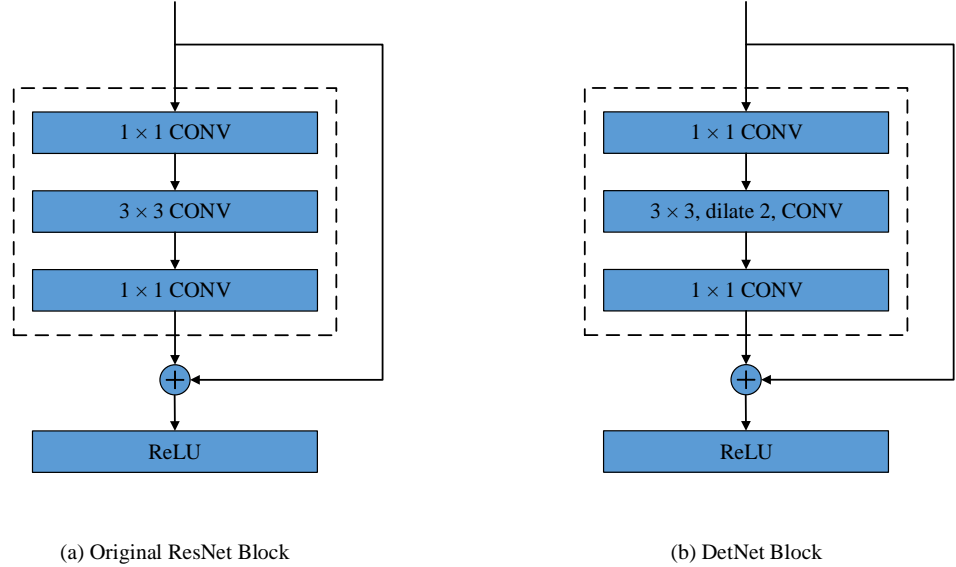 1 × 1 CONV
3 × 3 CONV
1 × 1 CONV
ReLU
(a) Original ResNet Block
1 × 1 CONV
3 × 3, dilate 2, CONV
1 × 1 CONV
ReLU
(b) DetNet Block